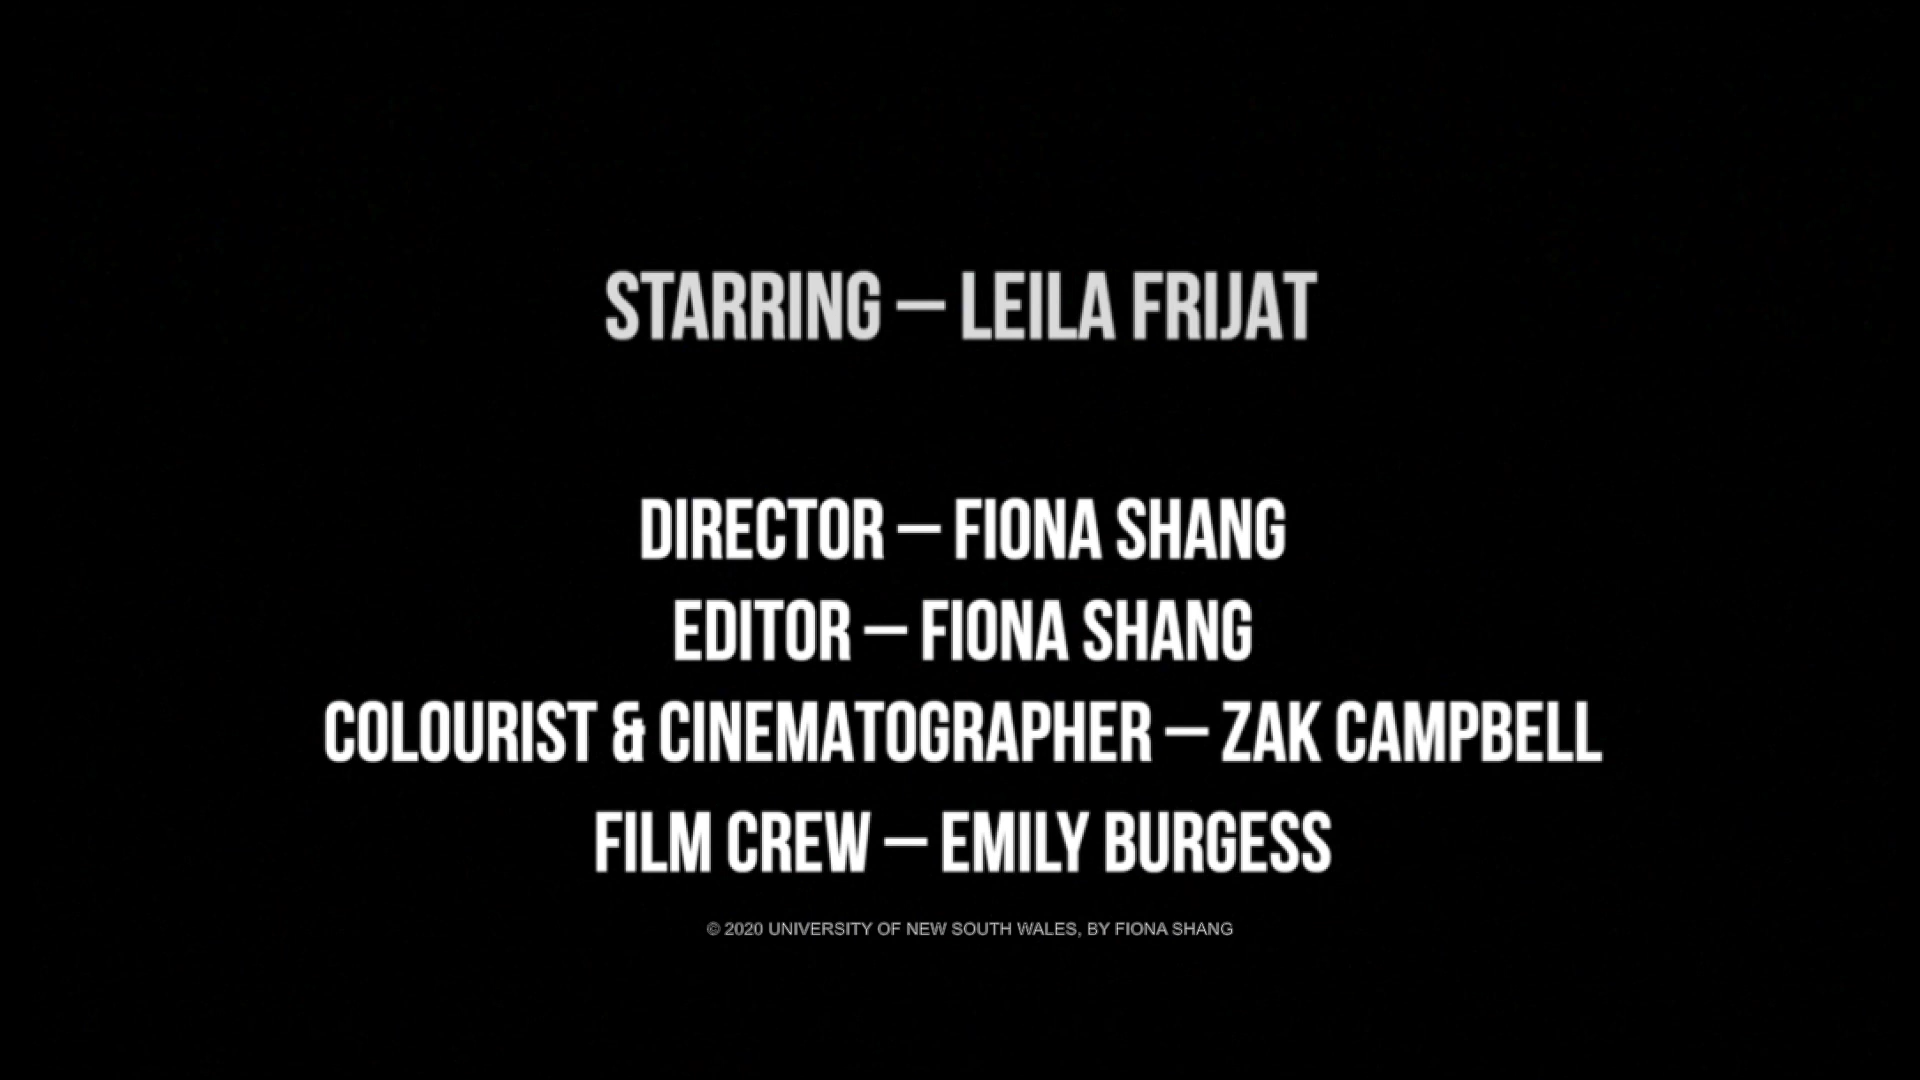 STARRING – LEILA FRIJAT
DIRECTOR – FIONA SHANG
EDITOR – FIONA SHANG
COLOURIST & CINEMATOGRAPHER – ZAK CAMPBELL
FILM CREW – EMILY BURGESS
© 2020 UNIVERSITY OF NEW SOUTH WALES, BY FIONA SHANG